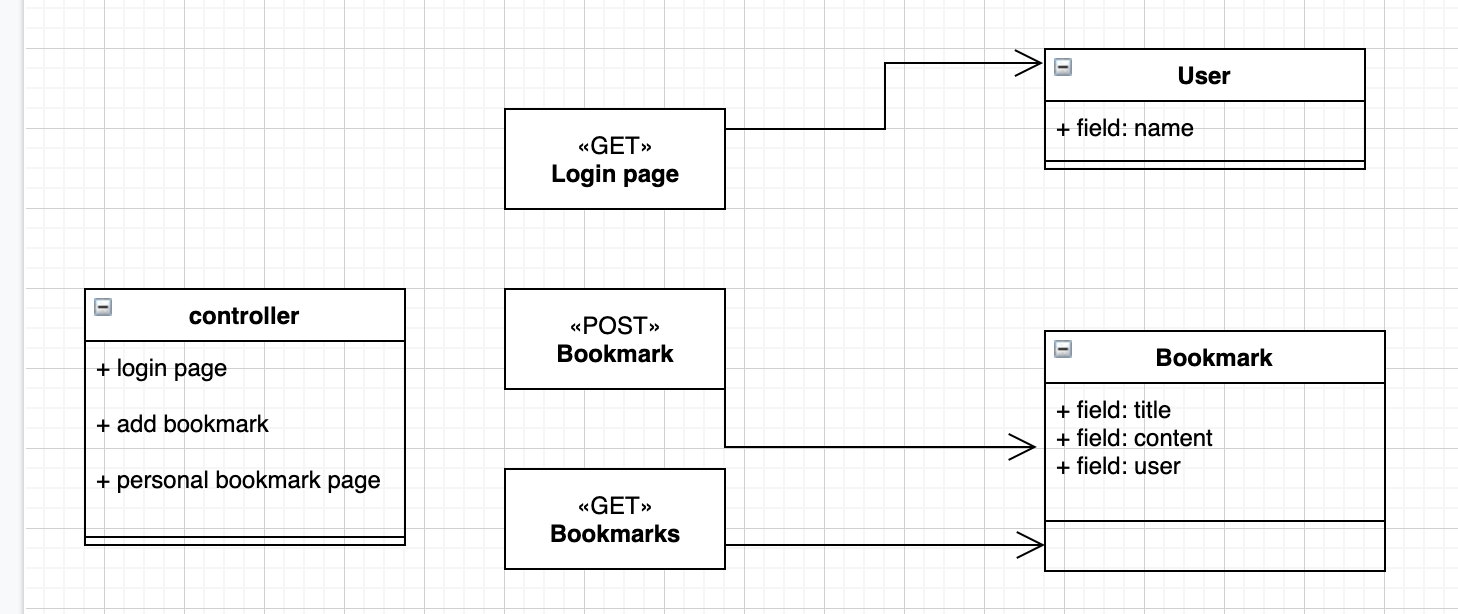 User
+ field: name
«GET»
Login page
controller
+ login page
+ add bookmark
+ personal bookmark page
«POST»
Bookmark
«GET»
Bookmarks
Bookmark
+ field: title
+ field: content
+ field: user